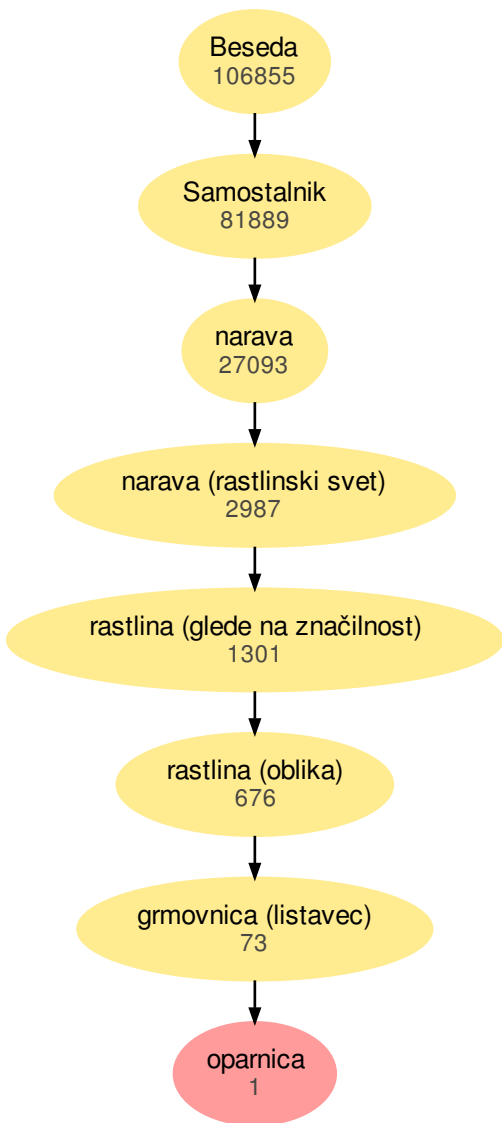 Beseda
106855
Samostalnik
81889
narava
27093
narava (rastlinski svet)
2987
rastlina (glede na značilnost)
1301
rastlina (oblika)
676
grmovnica (listavec)
73
oparnica
1